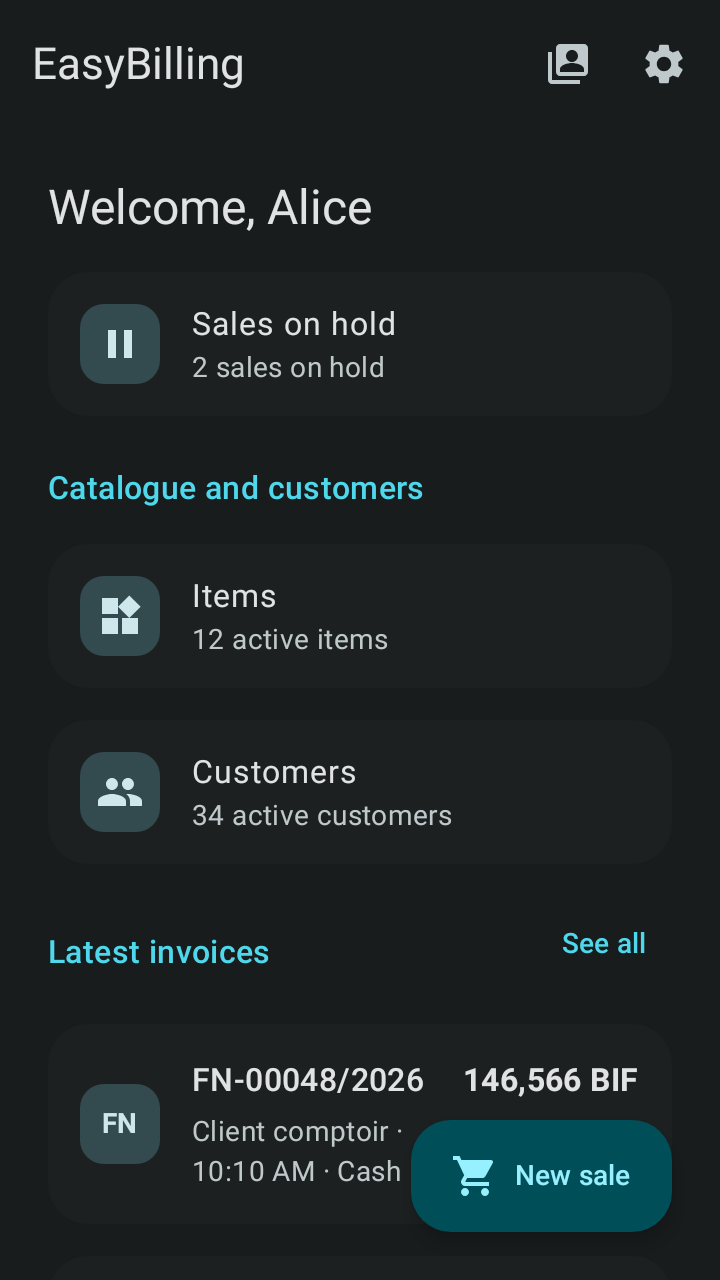 EasyBilling
Welcome, Alice
Sales on hold
2 sales on hold
Catalogue and customers
Items
12 active items
Customers
34 active customers
Latest invoices
See all
FN
FN-00048/2026
146,566 BIF
Client comptoir ·
10:10 AM · Cash
New sale